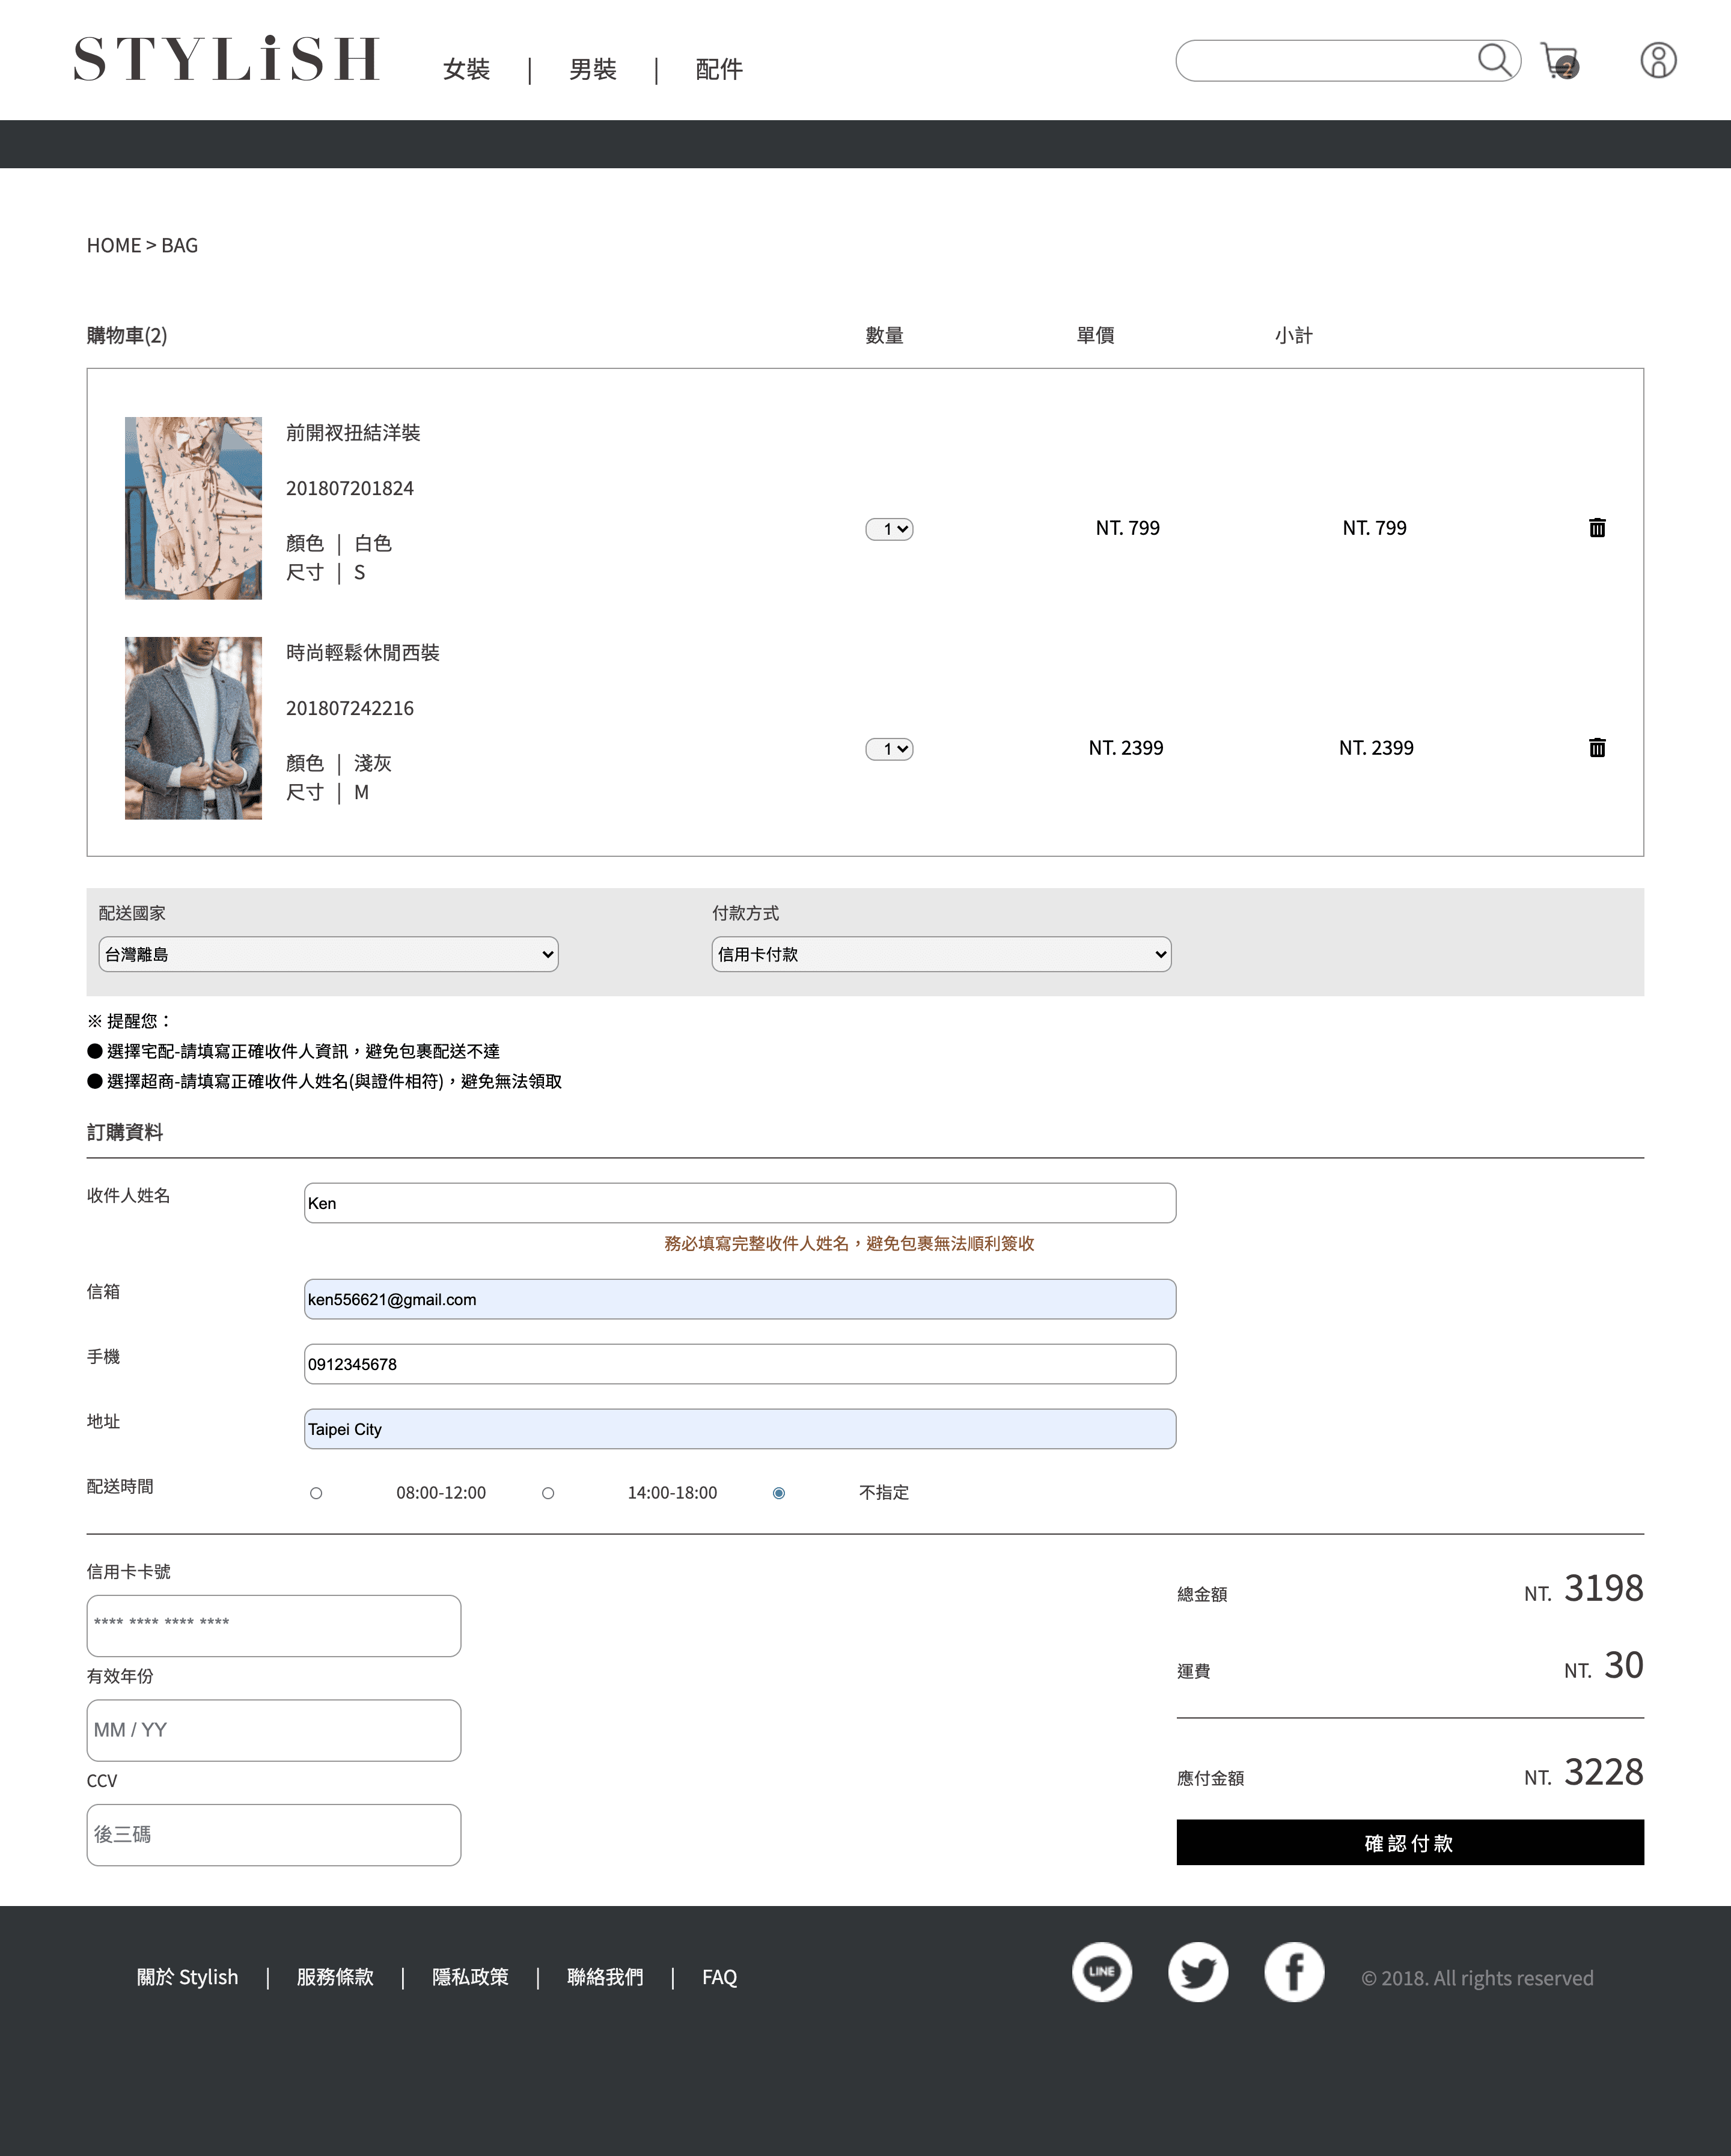 STYLiSH 女裝 | 男裝 | 配件 2
HOME > BAG
購物車(2) 數量 單價 小計
前開衩扭結洋裝
201807201824
顏色 | 白色
尺寸 | S
1 NT. 799 NT. 799
時尚輕鬆休閒西裝
201807242216
顏色 | 淺灰
尺寸 | M
1 NT. 2399 NT. 2399
配送國家 付款方式
台灣離島 信用卡付款
※ 提醒您：
● 選擇宅配-請填寫正確收件人資訊，避免包裹配送不達
● 選擇超商-請填寫正確收件人姓名(與證件相符)，避免無法領取
訂購資料
收件人姓名 Ken
務必填寫完整收件人姓名，避免包裹無法順利簽收
信箱 ken556621@gmail.com
手機 0912345678
地址 Taipei City
配送時間 08:00-12:00 14:00-18:00 不指定
信用卡卡號
**** **** **** ****
有效年份
MM / YY
CCV
後三碼
總金額 NT. 3198
運費 NT. 30
應付金額 NT. 3228
確認付款
關於 Stylish | 服務條款 | 隱私政策 | 聯絡我們 | FAQ LINE © 2018. All rights reserved